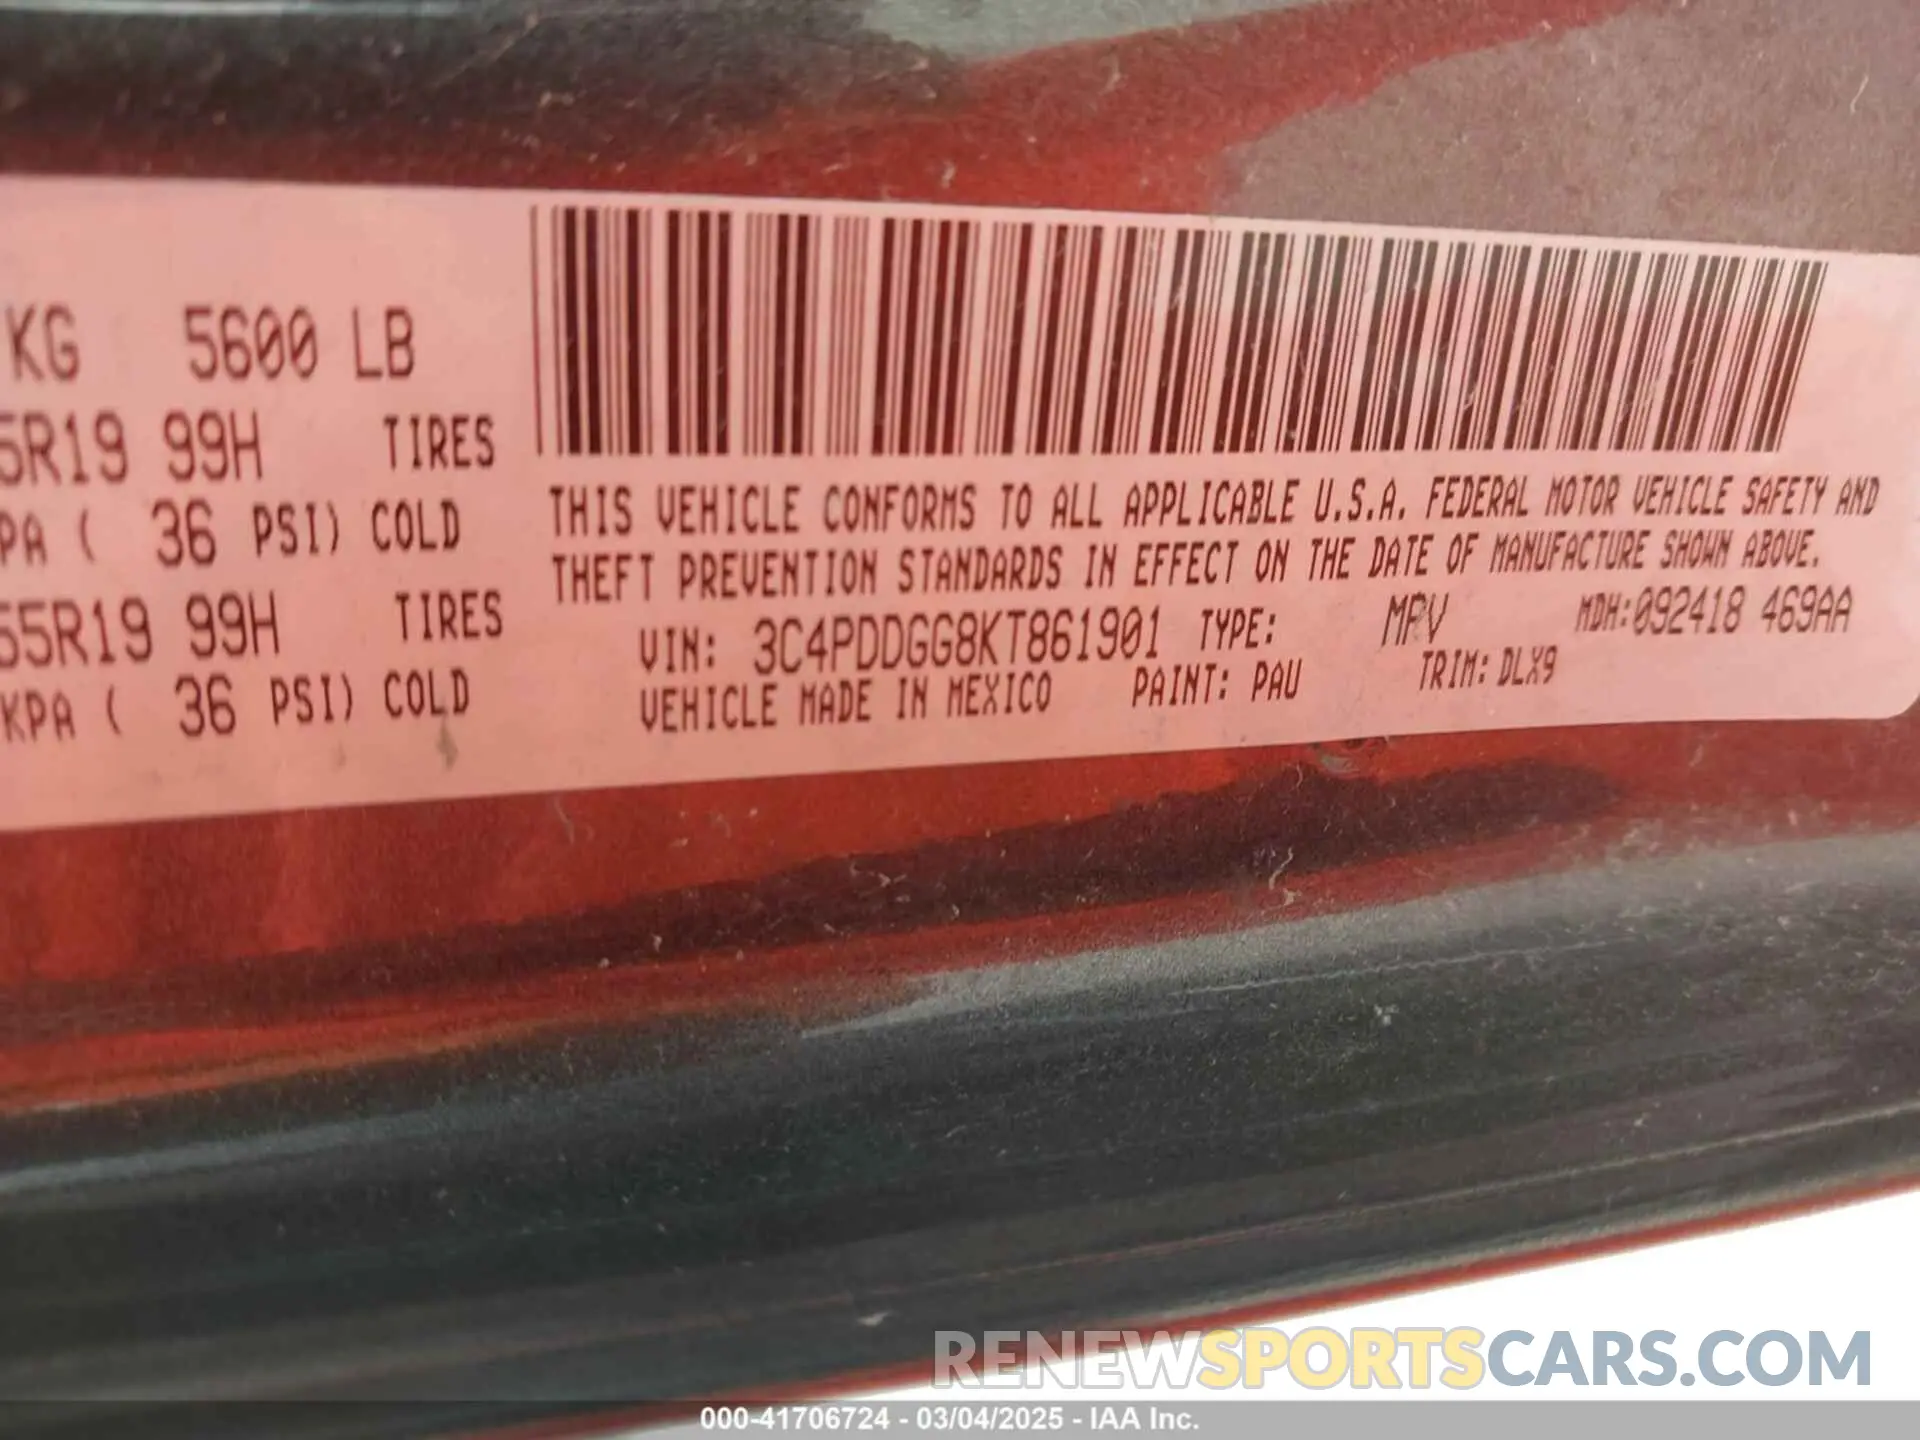 KG 5600 LB
5R19 99H TIRES
PA ( 36 PSI) COLD
55R19 99H TIRES
KPA ( 36 PSI) COLD
THIS VEHICLE CONFORMS TO ALL APPLICABLE U.S.A. FEDERAL MOTOR VEHICLE SAFETY AND
THEFT PREVENTION STANDARDS IN EFFECT ON THE DATE OF MANUFACTURE SHOWN ABOVE.
VIN: 3C4PDDGG8KT861901 TYPE: MPV MDH:092418 469AA
VEHICLE MADE IN MEXICO PAINT: PAU TRIM: DLX9
RENEWSPORTSCARS.COM
000-41706724 - 03/04/2025 - IAA Inc.